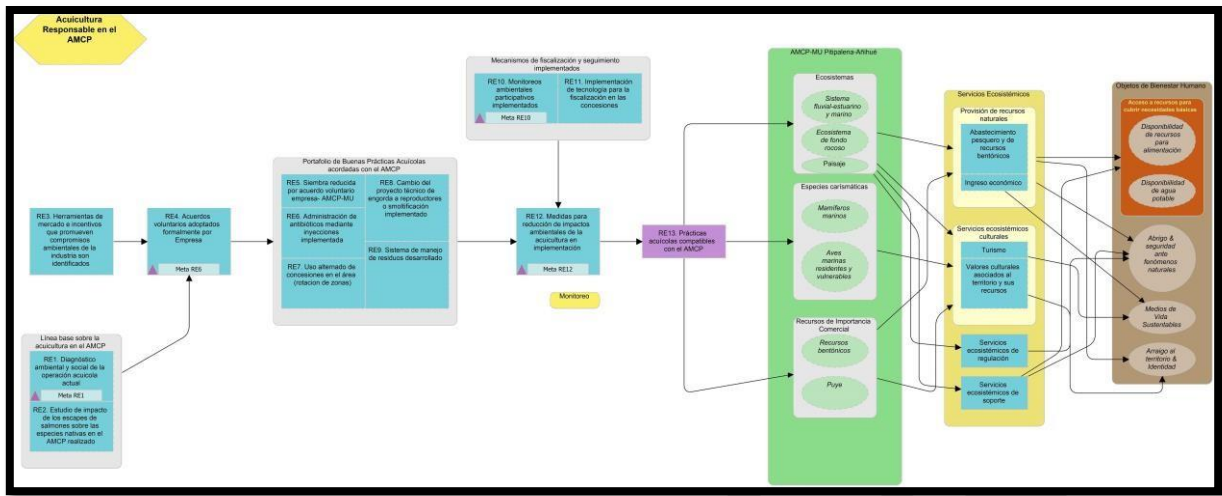 Acuicultura
Responsable en el
AMCP
Mecanismos de fiscalización y seguimiento
implementados
RE10. Monitoreos
ambientales
participativos
implementados
Meta RE10
RE11. Implementación
de tecnología para la
fiscalización en las
concesiones
Portafolio de Buenas Prácticas Acuícolas
acordadas con el AMCP
RE5. Siembra reducida
por acuerdo voluntario
empresa- AMCP-MU
RE6. Administración de
antibióticos mediante
inyecciones
implementada
RE7. Uso alternado de
concesiones en el área
(rotacion de zonas)
RE8. Cambio del
proyecto técnico de
engorda a reproductores
o smoltificación
implementado
RE9. Sistema de manejo
de residuos desarrollado
RE3. Herramientas de
mercado e incentivos
que promueven
compromisos
ambientales de la
industria son
identificados
RE4. Acuerdos
voluntarios adoptados
formalmente por
Empresa
Meta RE6
Línea base sobre la
acuicultura en el AMCP
RE1. Diagnóstico
ambiental y social de la
operación acuícola
actual
Meta RE1
RE2. Estudio de impacto
de los escapes de
salmones sobre las
especies nativas en el
AMCP realizado
RE12. Medidas para
reducción de impactos
ambientales de la
acuicultura en
implementación
Meta RE12
Monitoreo
RE13. Prácticas
acuícolas compatibles
con el AMCP
AMCP-MU Pitipalena-Añihué
Ecosistemas
Sistema
fluvial-estuarino y
marino
Ecosistema
de fondo
rocoso
Paisaje
Especies carismáticas
Mamíferos
marinos
Aves
marinas
residentes y
vulnerables
Recursos de Importancia
Comercial
Recursos
bentónicos
Puye
Servicios Ecosistémicos
Provisión de recursos
naturales
Abastecimiento
pesquero y de
recursos
bentónicos
Ingreso económico
Servicios ecosistémicos
culturales
Turismo
Valores culturales
asociados al
territorio y sus
recursos
Servicios
ecosistémicos de
regulación
Servicios
ecosistémicos de
soporte
Objetos de Bienestar Humano
Acceso a recursos para
cubrir necesidades básicas
Disponibilidad
de recursos
para
alimentación
Disponibilidad
de agua
potable
Abrigo &
seguridad
ante
fenómenos
naturales
Medios de
Vida
Sustentables
Arraigo al
territorio &
Identidad